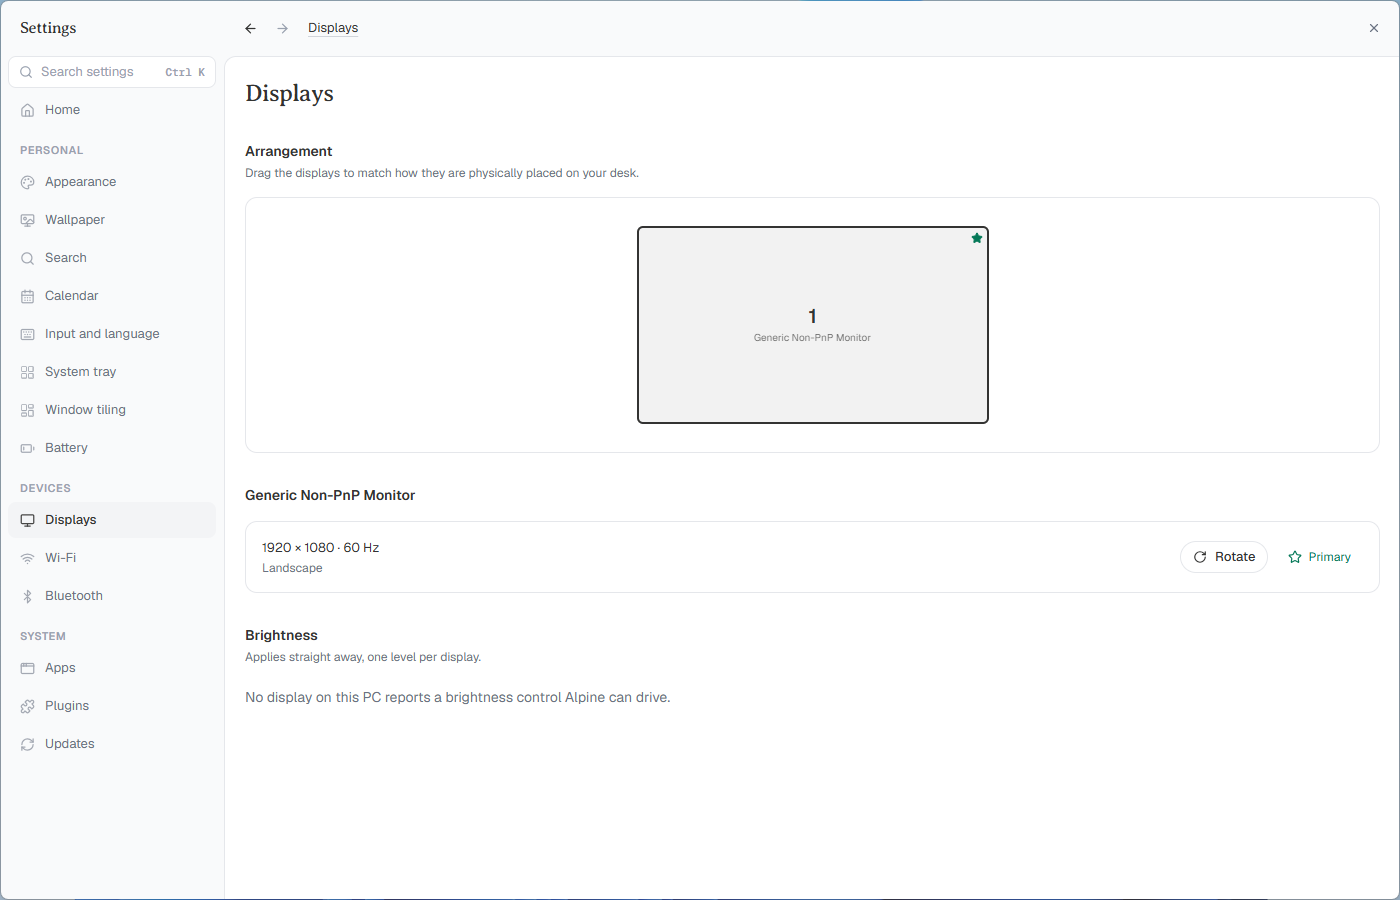 Settings
Displays
Search settings
Ctrl K
Home
PERSONAL
Appearance
Wallpaper
Search
Calendar
Input and language
System tray
Window tiling
Battery
DEVICES
Displays
Wi-Fi
Bluetooth
SYSTEM
Apps
Plugins
Updates
Displays
Arrangement
Drag the displays to match how they are physically placed on your desk.
1
Generic Non-PnP Monitor
Generic Non-PnP Monitor
1920 × 1080 · 60 Hz
Landscape
Rotate
Primary
Brightness
Applies straight away, one level per display.
No display on this PC reports a brightness control Alpine can drive.